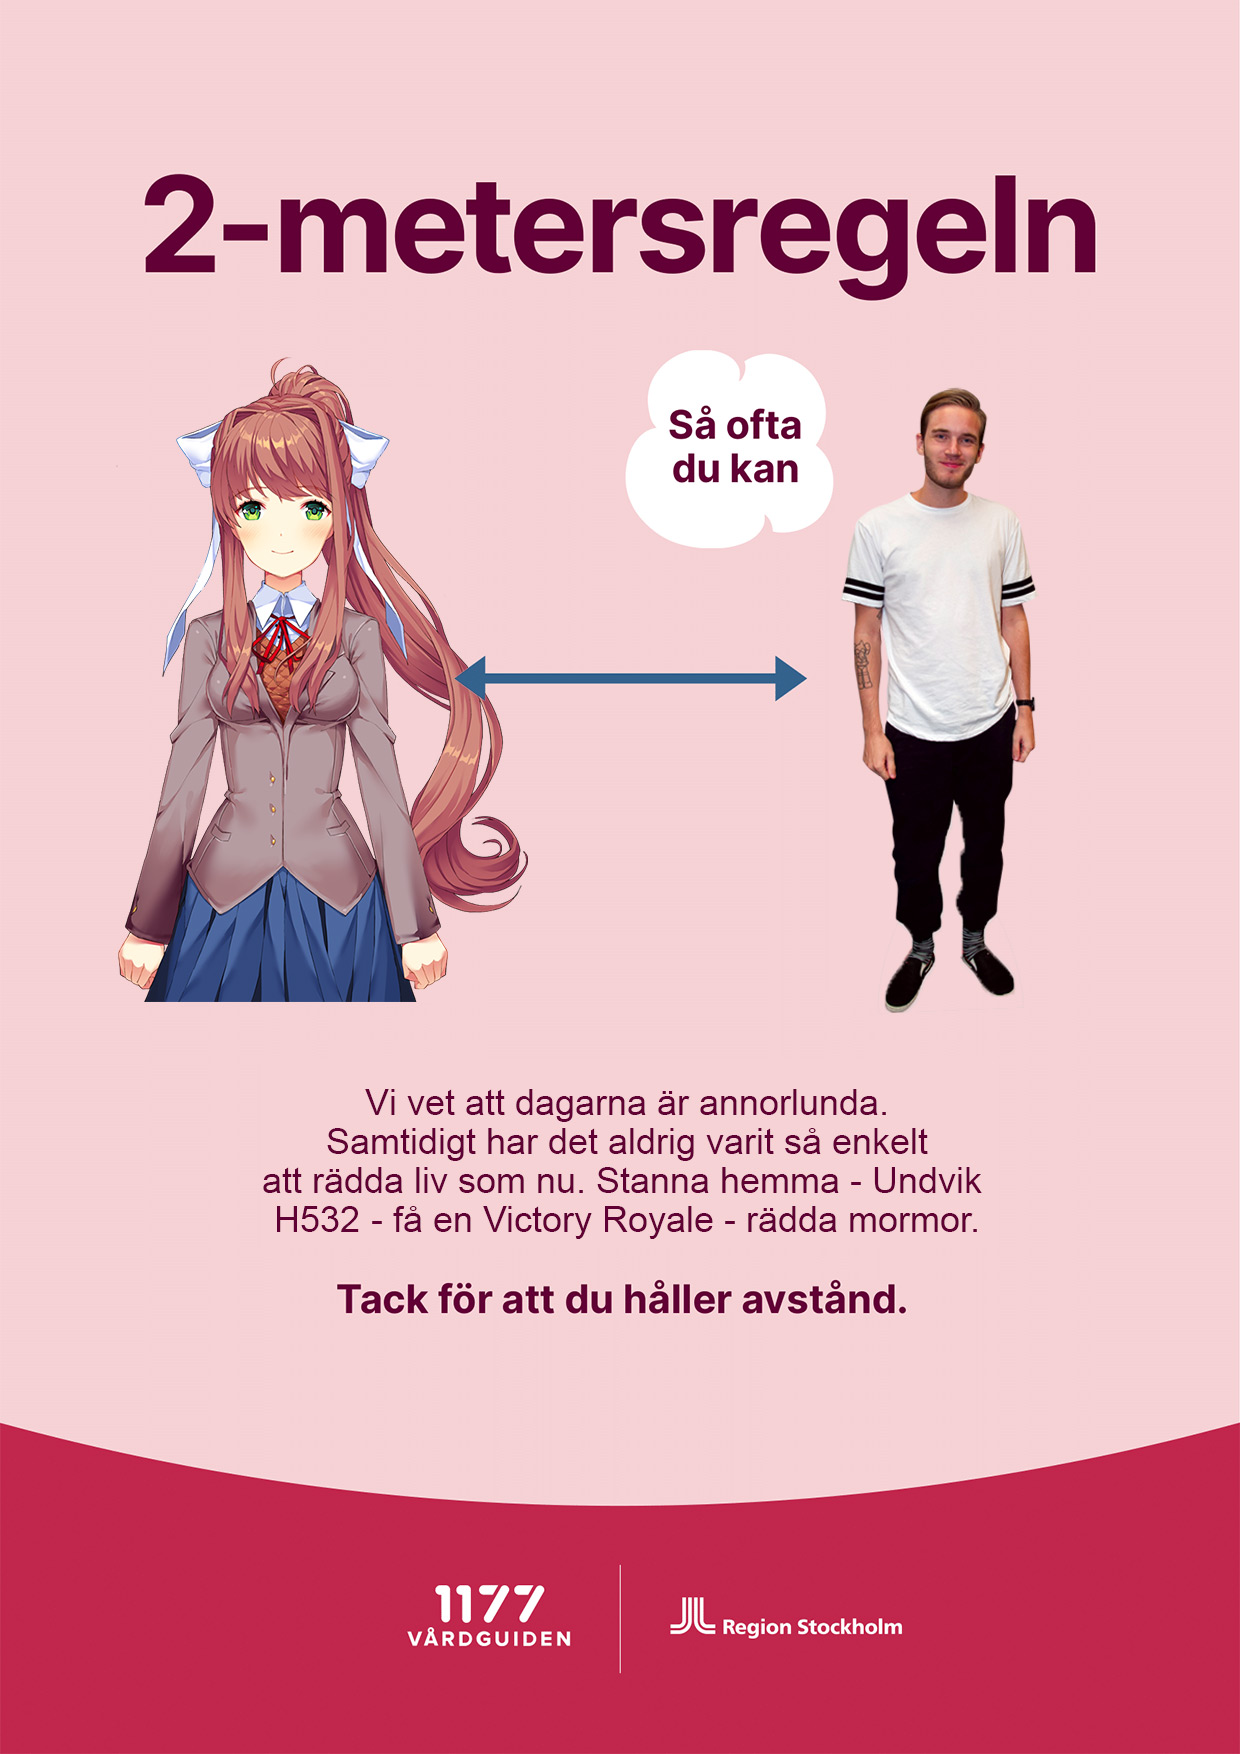 2-metersregeln
Så ofta
du kan
Vi vet att dagarna är annorlunda.
Samtidigt har det aldrig varit så enkelt
att rädda liv som nu. Stanna hemma - Undvik
H532 - få en Victory Royale - rädda mormor.
Tack för att du håller avstånd.
1177
VÅRDGUIDEN
Region Stockholm